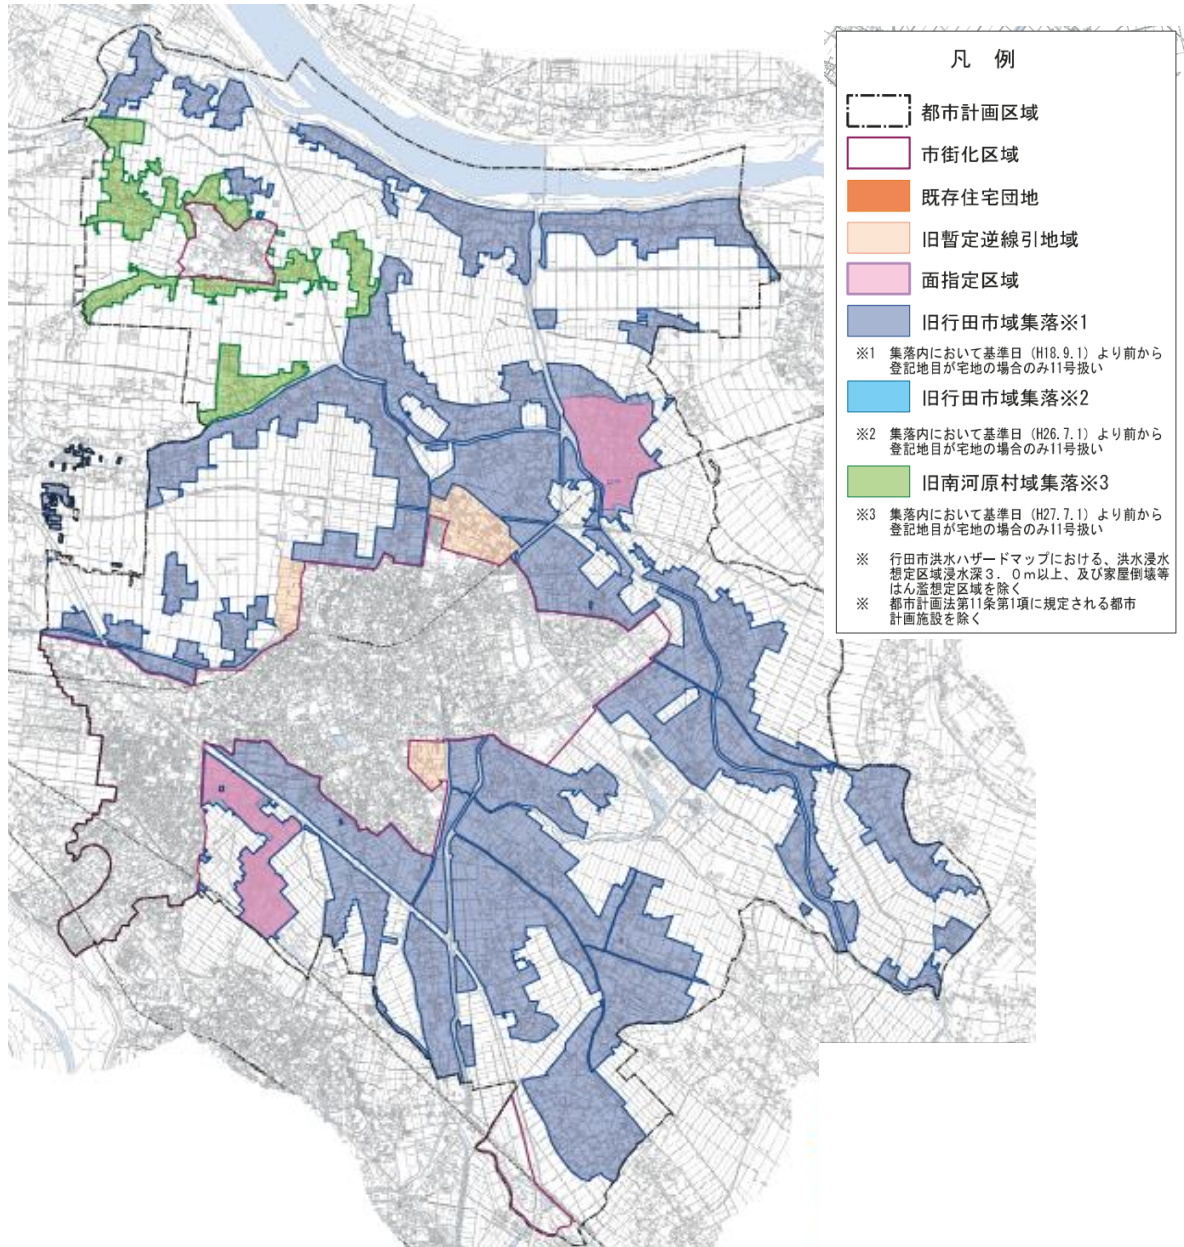 凡 例
都市計画区域
市街化区域
既存住宅団地
旧暫定逆線引地域
面指定区域
旧行田市域集落※1
※1 集落内において基準日（H18.9.1）より前から
登記地目が宅地の場合のみ11号扱い
旧行田市域集落※2
※2 集落内において基準日（H26.7.1）より前から
登記地目が宅地の場合のみ11号扱い
旧南河原村域集落※3
※3 集落内において基準日（H27.7.1）より前から
登記地目が宅地の場合のみ11号扱い
※ 行田市洪水ハザードマップにおける、洪水浸水
想定区域浸水深３．０ｍ以上、及び家屋倒壊等
はん濫想定区域を除く
※ 都市計画法第11条第1項に規定される都市
計画施設を除く